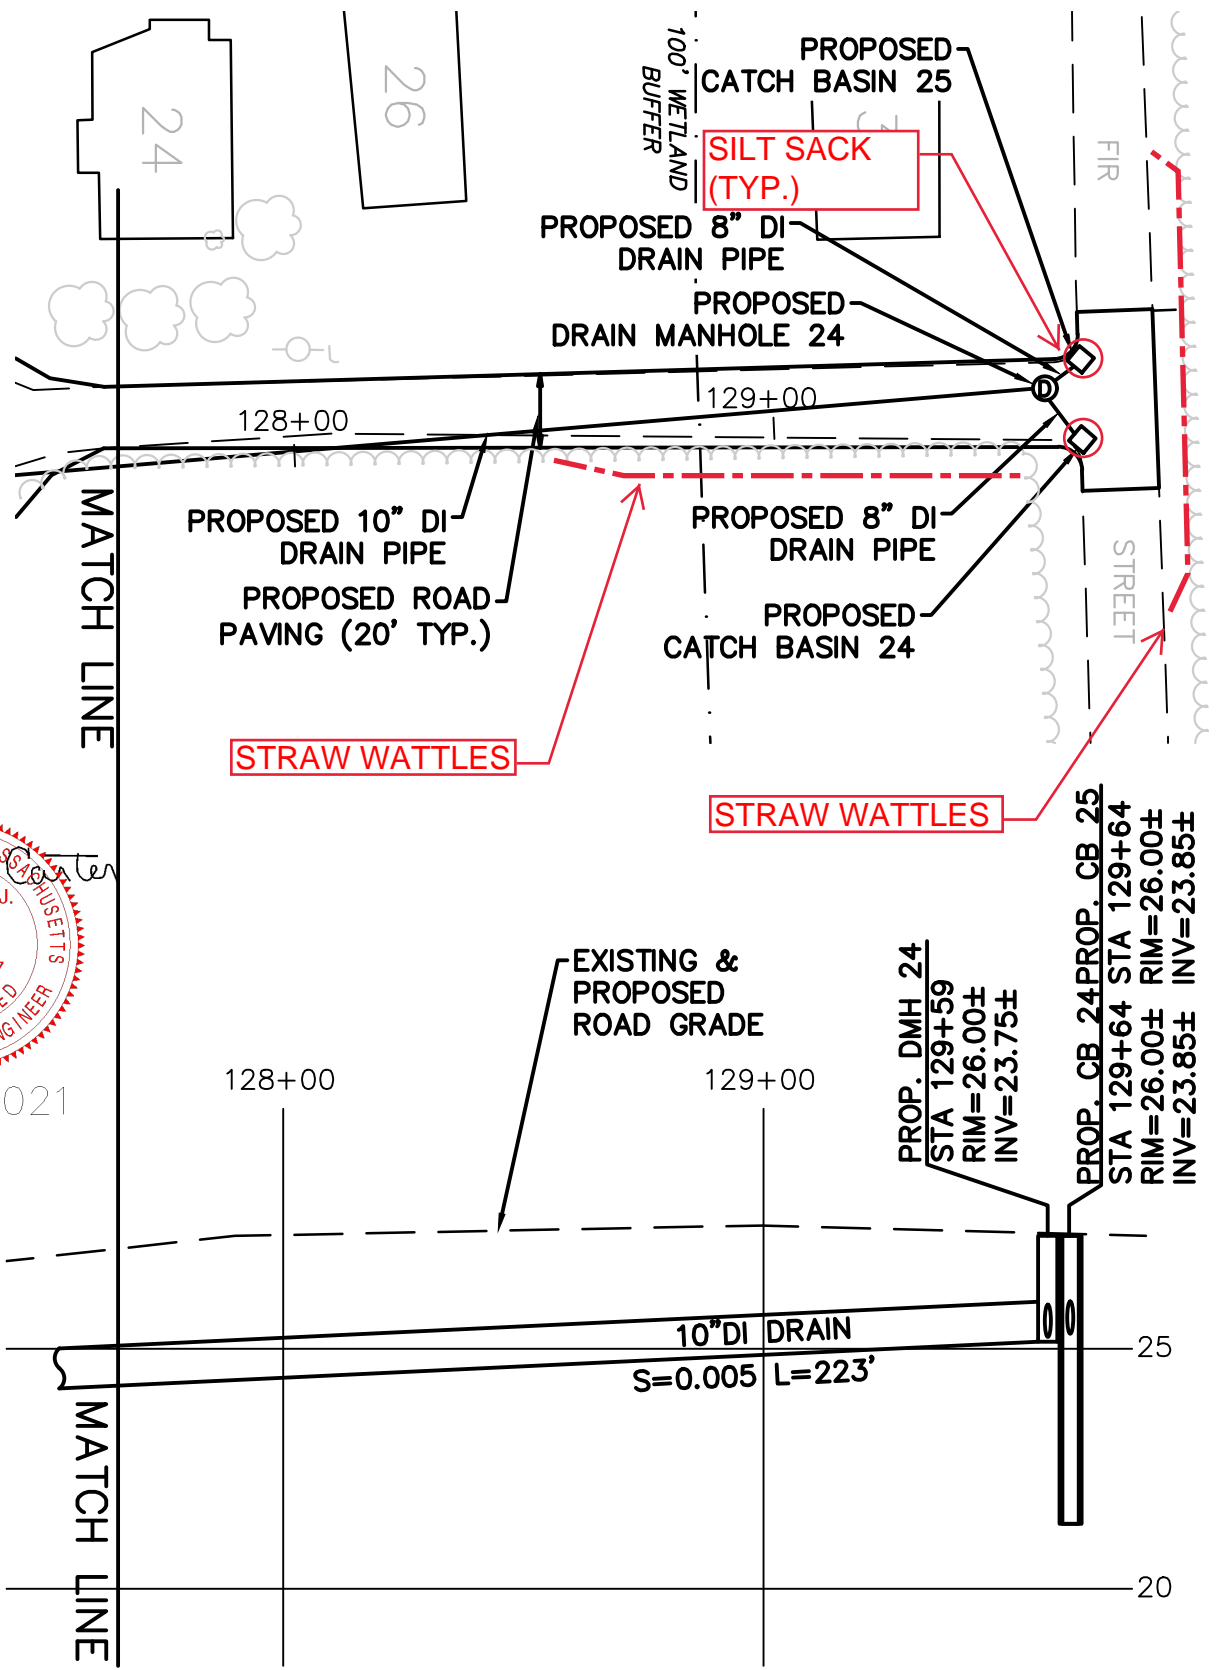 24
26
100' WETLAND
BUFFER
PROPOSED
CATCH BASIN 25
SILT SACK
(TYP.)
FIR
PROPOSED 8" DI
DRAIN PIPE
PROPOSED
DRAIN MANHOLE 24
128+00
129+00
D
PROPOSED 10" DI
DRAIN PIPE
PROPOSED ROAD
PAVING (20' TYP.)
PROPOSED 8" DI
DRAIN PIPE
PROPOSED
CATCH BASIN 24
STREET
MATCH LINE
STRAW WATTLES
STRAW WATTLES
J.
021
EXISTING &
PROPOSED
ROAD GRADE
128+00
129+00
PROP. DMH 24
STA 129+59
RIM=26.00±
INV=23.75±
PROP. CB 24
STA 129+64
RIM=26.00±
INV=23.85±
PROP. CB 25
STA 129+64
RIM=26.00±
INV=23.85±
10"DI DRAIN
S=0.005 L=223'
25
20
MATCH LINE